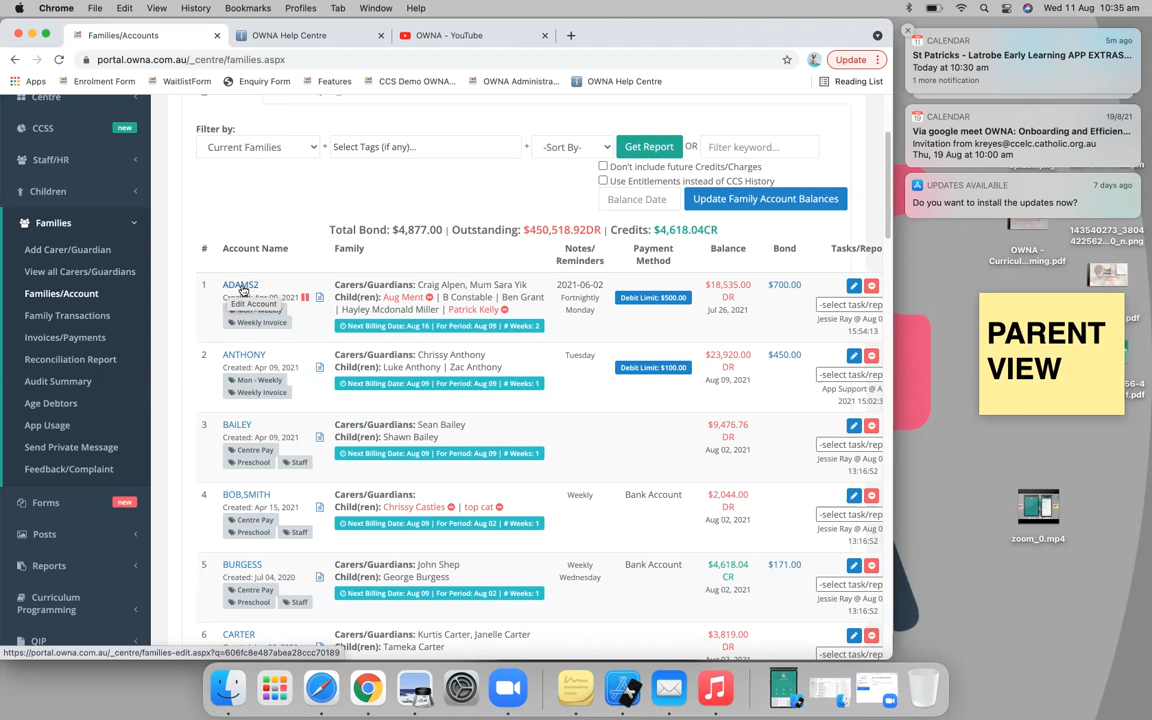 Chrome File Edit View History Bookmarks Profiles Tab Window Help Wed 11 Aug 10:35 am
Families/Accounts OWNA Help Centre OWNA - YouTube
portal.owna.com.au/_centre/families.aspx Update
Apps Enrolment Form WaitlistForm Enquiry Form Features CCS Demo OWNA... OWNA Administra... OWNA Help Centre Reading List
Centre
CCSS new
Staff/HR
Children
Families
Add Carer/Guardian
View all Carers/Guardians
Families/Account
Family Transactions
Invoices/Payments
Reconciliation Report
Audit Summary
Age Debtors
App Usage
Send Private Message
Feedback/Complaint
Forms new
Posts
Reports
Curriculum
Programming
QIP
Filter by:
Current Families + Select Tags (if any)... + -Sort By- Get Report OR Filter keyword...
Don't include future Credits/Charges
Use Entitlements instead of CCS History
Balance Date Update Family Account Balances
Total Bond: $4,877.00 | Outstanding: $450,518.92DR | Credits: $4,618.04CR
# Account Name Family Notes/ Payment Balance Bond Tasks/Repo
Reminders Method
1 ADAMS2 Carers/Guardians: Craig Alpen, Mum Sara Yik 2021-06-02 $18,535.00 $700.00
Created: Apr 09, 2021 Child(ren): Aug Ment | B Constable | Ben Grant Fortnightly Debit Limit: $500.00 DR -select task/rep
Edit Account
Mon - Weekly | Hayley Mcdonald Miller | Patrick Kelly Monday Jul 26, 2021 Jessie Ray @ Aug 0
Weekly Invoice Next Billing Date: Aug 16 | For Period: Aug 09 | # Weeks: 2 15:54:13
2 ANTHONY Carers/Guardians: Chrissy Anthony Tuesday $23,920.00 $450.00
Created: Apr 09, 2021 Child(ren): Luke Anthony | Zac Anthony Debit Limit: $100.00 DR -select task/rep
Mon - Weekly Next Billing Date: Aug 09 | For Period: Aug 09 | # Weeks: 1 Aug 09, 2021 App Support @ A
Weekly Invoice 2021 15:02:3
3 BAILEY Carers/Guardians: Sean Bailey $9,476.76
Created: Apr 09, 2021 Child(ren): Shawn Bailey DR -select task/rep
Centre Pay Next Billing Date: Aug 09 | For Period: Aug 09 | # Weeks: 1 Aug 02, 2021 Jessie Ray @ Aug 0
Preschool Staff 13:16:52
4 BOB,SMITH Carers/Guardians: Weekly Bank Account $2,044.00
Created: Apr 15, 2021 Child(ren): Chrissy Castles | top cat DR -select task/rep
Centre Pay Next Billing Date: Aug 09 | For Period: Aug 09 | # Weeks: 1 Aug 02, 2021 Jessie Ray @ Aug 0
Preschool Staff 13:16:52
5 BURGESS Carers/Guardians: John Shep Weekly Bank Account $4,618.04 $171.00
Created: Jul 04, 2020 Child(ren): George Burgess Wednesday CR -select task/rep
Centre Pay Next Billing Date: Aug 09 | For Period: Aug 02 | # Weeks: 1 Aug 02, 2021 Jessie Ray @ Aug 0
Preschool Staff 13:16:52
6 CARTER Carers/Guardians: Kurtis Carter, Janelle Carter $3,819.00
Created: Apr 09, 2021 Child(ren): Tameka Carter DR -select task/rep
https://portal.owna.com.au/_centre/families-edit.aspx?q=606fc8e487abea28ccc70189
CALENDAR 5m ago
St Patricks - Latrobe Early Learning APP EXTRAS...
Today at 10:30 am
1 more notification
CALENDAR 19/8/21
Via google meet OWNA: Onboarding and Efficien...
Invitation from kreyes@ccelc.catholic.org.au
Thu, 19 Aug at 10:00 am
UPDATES AVAILABLE 7 days ago
Do you want to install the updates now?
OWNA -
Curricul...ming.pdf
143540273_3804
422562...0_n.png
PARENT
VIEW
zoom_0.mp4